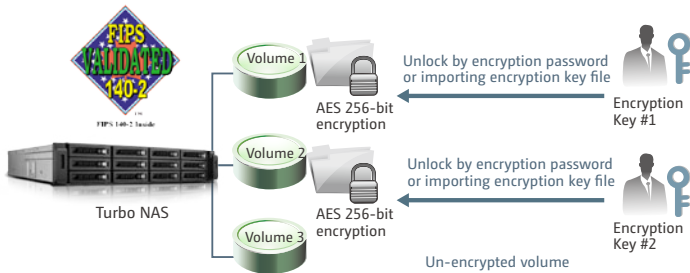 FIPS
VALIDATED
140-2
TM
FIPS 140-2 Inside
Turbo NAS
Volume 1
AES 256-bit
encryption
Unlock by encryption password
or importing encryption key file
Encryption
Key #1
Volume 2
AES 256-bit
encryption
Unlock by encryption password
or importing encryption key file
Encryption
Key #2
Volume 3
Un-encrypted volume